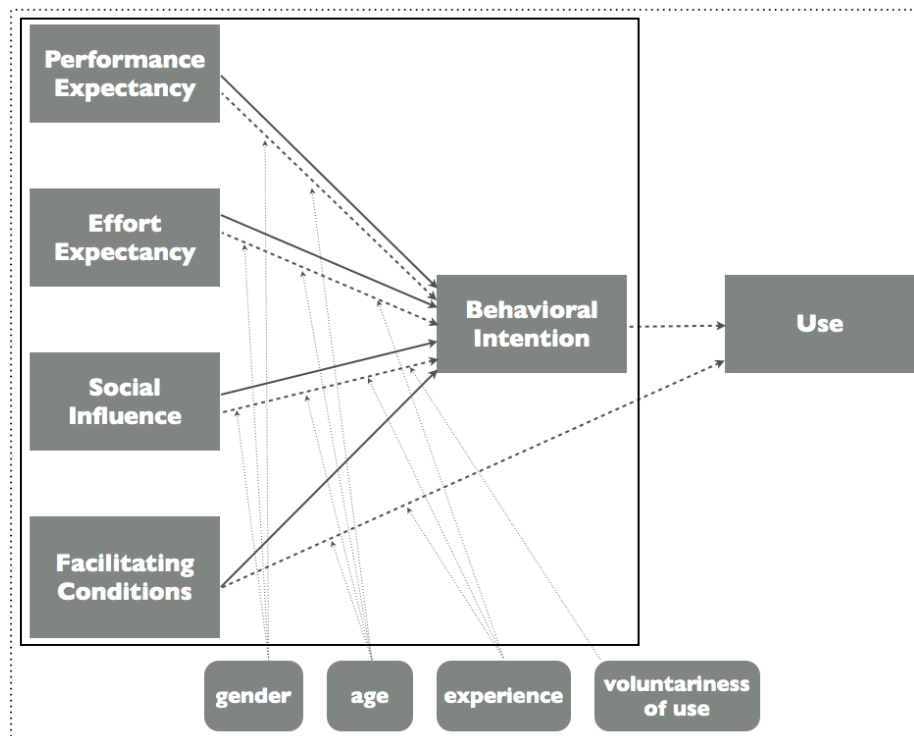 Performance
Expectancy
Effort
Expectancy
Social
Influence
Facilitating
Conditions
Behavioral
Intention
Use
gender
age
experience
voluntariness
of use